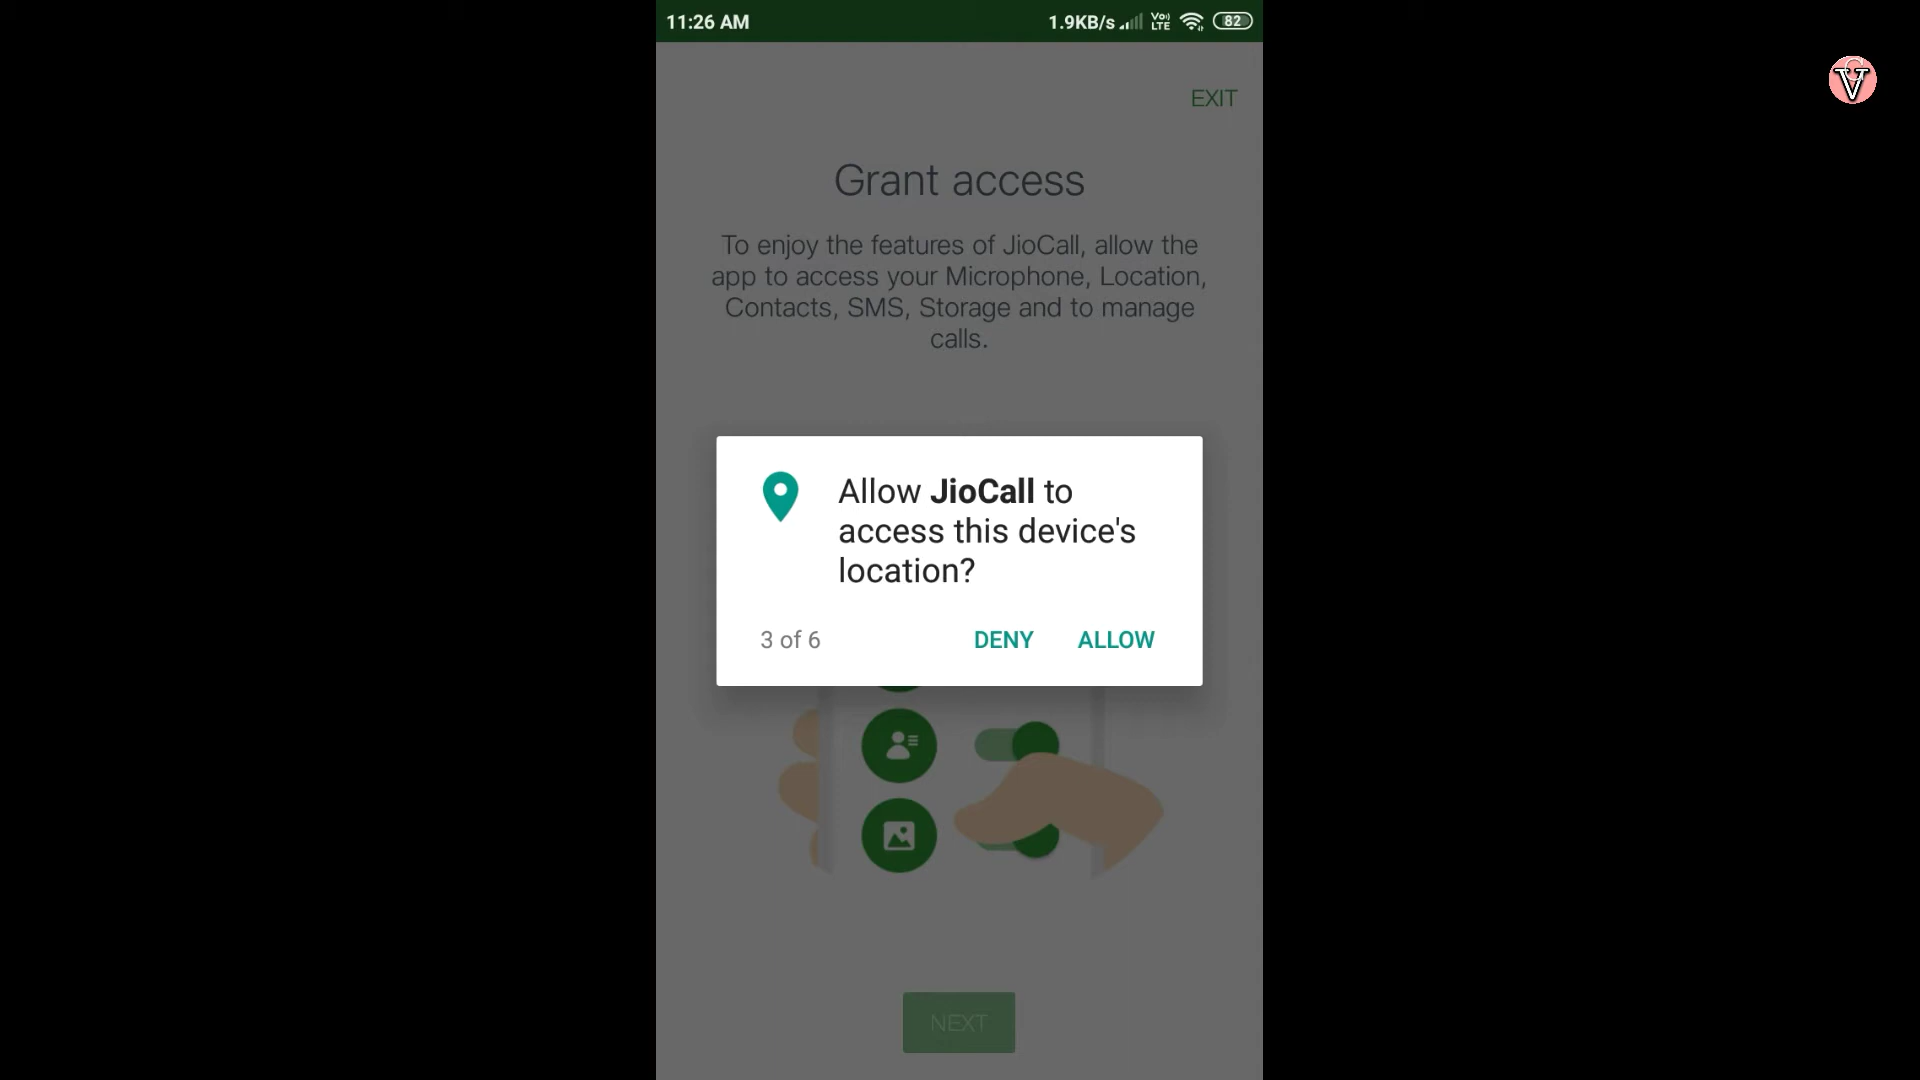 11:26 AM
1.9KB/s Vo) LTE 82
EXIT
Grant access
To enjoy the features of JioCall, allow the
app to access your Microphone, Location,
Contacts, SMS, Storage and to manage
calls.
Allow JioCall to
access this device's
location?
3 of 6 DENY ALLOW
NEXT